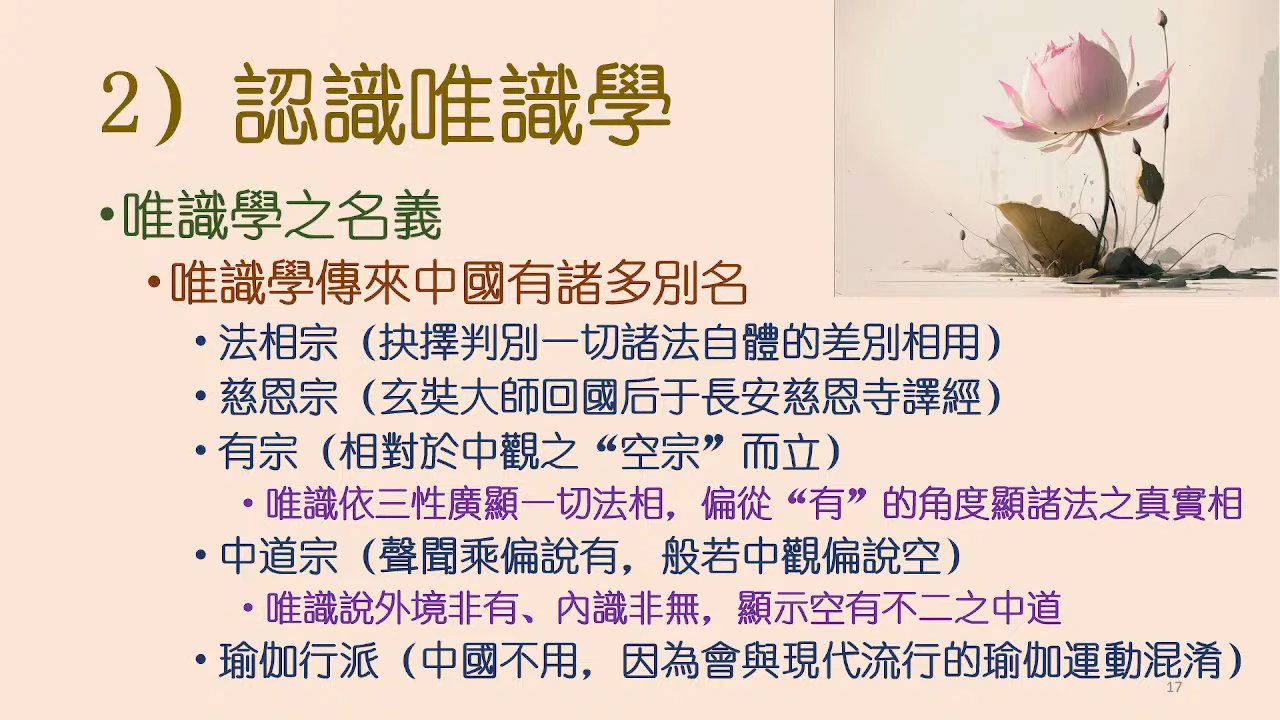 2）認識唯識學
•唯識學之名義
•唯識學傳來中國有諸多別名
•法相宗（抉擇判別一切諸法自體的差別相用）
•慈恩宗（玄奘大師回國后于長安慈恩寺譯經）
•有宗（相對於中觀之“空宗”而立）
•唯識依三性廣顯一切法相，偏從“有”的角度顯諸法之真實相
•中道宗（聲聞乘偏說有，般若中觀偏說空）
•唯識說外境非有、內識非無，顯示空有不二之中道
•瑜伽行派（中國不用，因為會與現代流行的瑜伽運動混淆）
17